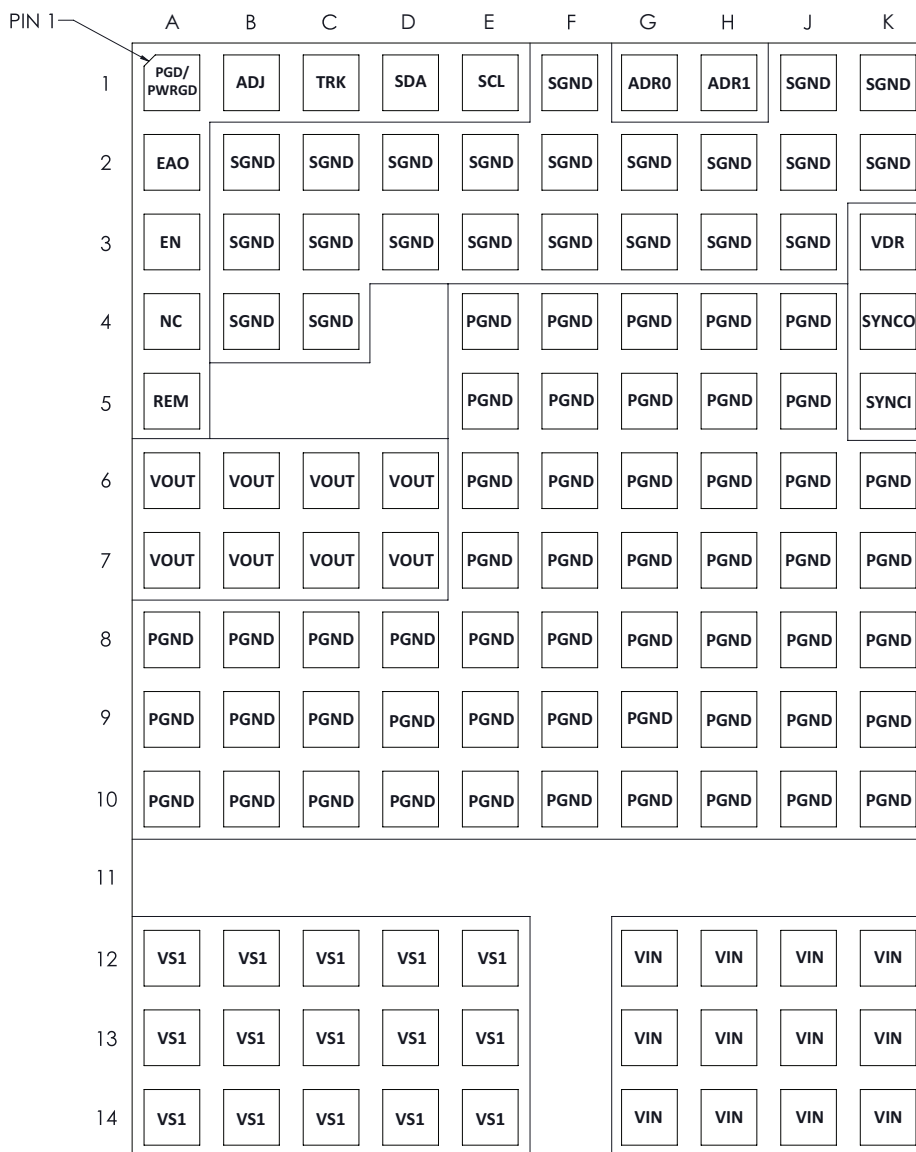 PIN 1
A B C D E F G H J K
1 PGD/ PWRGD ADJ TRK SDA SCL SGND ADR0 ADR1 SGND SGND
2 EAO SGND SGND SGND SGND SGND SGND SGND SGND SGND
3 EN SGND SGND SGND SGND SGND SGND SGND SGND VDR
4 NC SGND SGND PGND PGND PGND PGND PGND SYNCO
5 REM PGND PGND PGND PGND PGND SYNCI
6 VOUT VOUT VOUT VOUT PGND PGND PGND PGND PGND PGND
7 VOUT VOUT VOUT VOUT PGND PGND PGND PGND PGND PGND
8 PGND PGND PGND PGND PGND PGND PGND PGND PGND PGND
9 PGND PGND PGND PGND PGND PGND PGND PGND PGND PGND
10 PGND PGND PGND PGND PGND PGND PGND PGND PGND PGND
11
12 VS1 VS1 VS1 VS1 VS1 VIN VIN VIN VIN
13 VS1 VS1 VS1 VS1 VS1 VIN VIN VIN VIN
14 VS1 VS1 VS1 VS1 VS1 VIN VIN VIN VIN